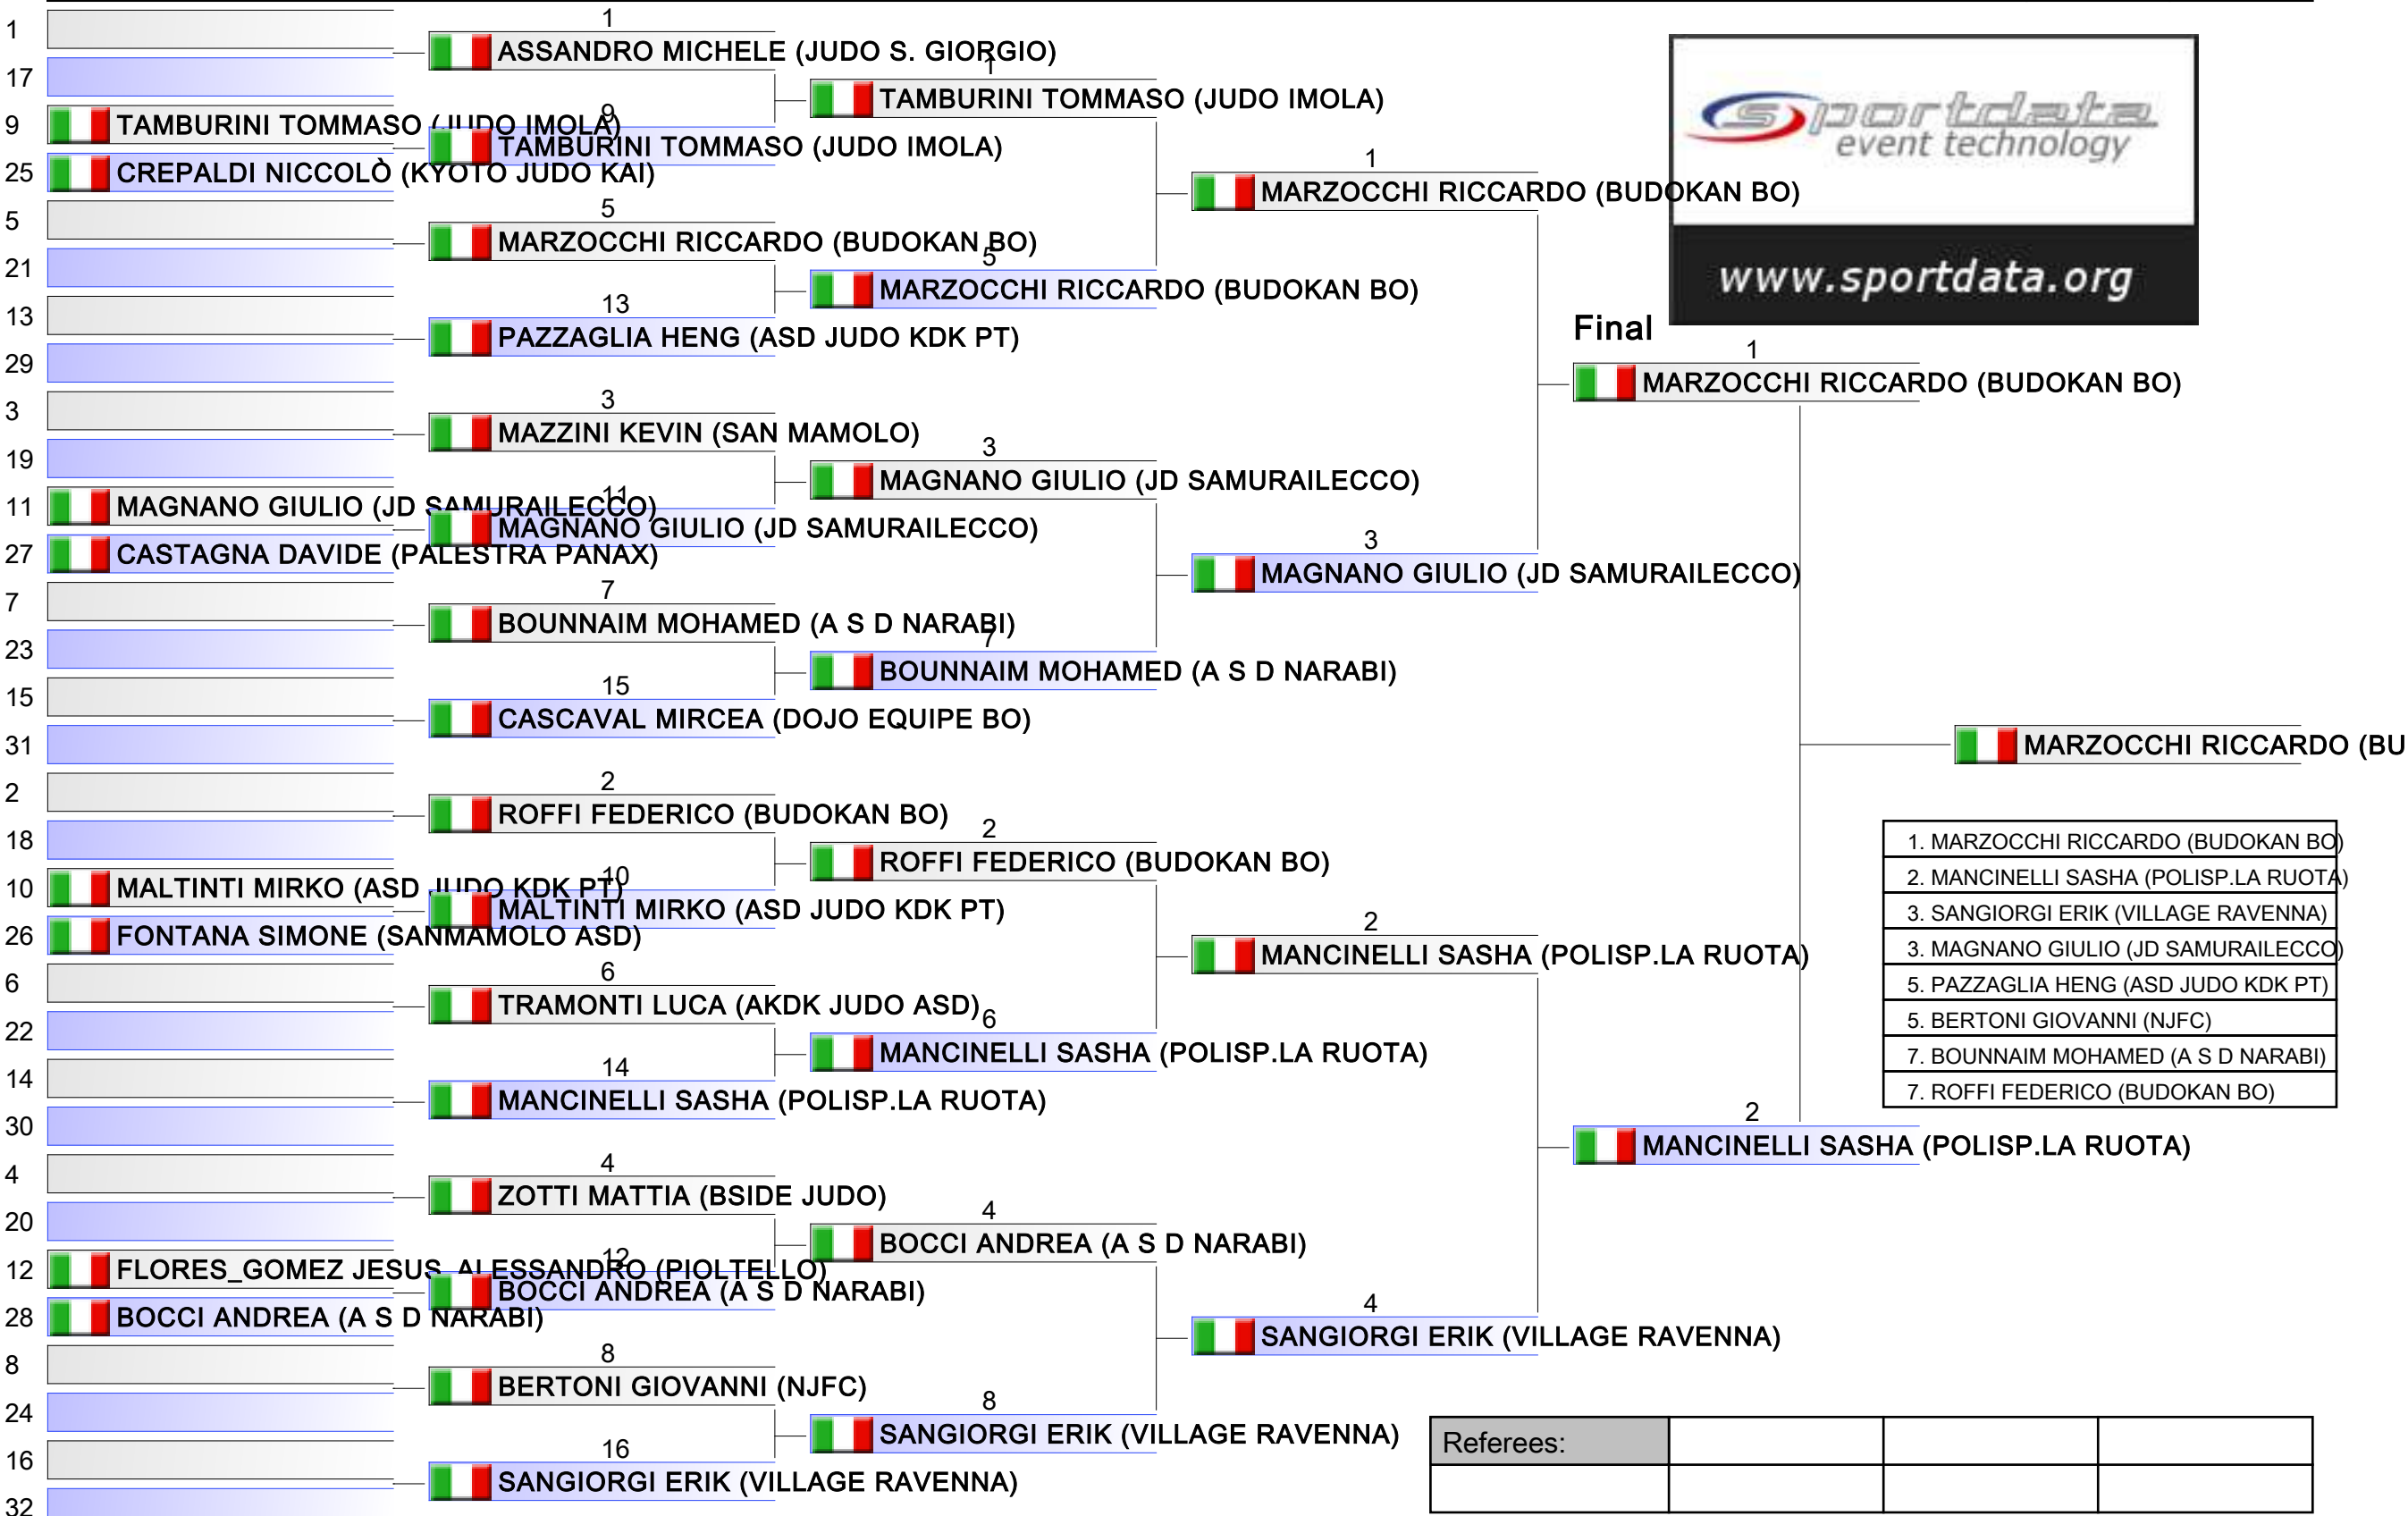 1
17
9 TAMBURINI TOMMASO (JUDO IMOLA)
25 CREPALDI NICCOLÒ (KYOTO JUDO KAI)
5
21
13
29
3
19
11 MAGNANO GIULIO (JD SAMURAILECCO)
27 CASTAGNA DAVIDE (PALESTRA PANAX)
7
23
15
31
2
18
10 MALTINTI MIRKO (ASD JUDO KDK PT)
26 FONTANA SIMONE (SANMAMOLO ASD)
6
22
14
30
4
20
12 FLORES_GOMEZ JESUS_ALESSANDRO (PIOLTELLO)
28 BOCCI ANDREA (A S D NARABI)
8
24
16
32
1
ASSANDRO MICHELE (JUDO S. GIORGIO)
9
TAMBURINI TOMMASO (JUDO IMOLA)
5
MARZOCCHI RICCARDO (BUDOKAN BO)
13
PAZZAGLIA HENG (ASD JUDO KDK PT)
3
MAZZINI KEVIN (SAN MAMOLO)
11
MAGNANO GIULIO (JD SAMURAILECCO)
7
BOUNNAIM MOHAMED (A S D NARABI)
15
CASCAVAL MIRCEA (DOJO EQUIPE BO)
2
ROFFI FEDERICO (BUDOKAN BO)
10
MALTINTI MIRKO (ASD JUDO KDK PT)
6
TRAMONTI LUCA (AKDK JUDO ASD)
14
MANCINELLI SASHA (POLISP.LA RUOTA)
4
ZOTTI MATTIA (BSIDE JUDO)
12
BOCCI ANDREA (A S D NARABI)
8
BERTONI GIOVANNI (NJFC)
16
SANGIORGI ERIK (VILLAGE RAVENNA)
1
TAMBURINI TOMMASO (JUDO IMOLA)
5
MARZOCCHI RICCARDO (BUDOKAN BO)
3
MAGNANO GIULIO (JD SAMURAILECCO)
7
BOUNNAIM MOHAMED (A S D NARABI)
2
ROFFI FEDERICO (BUDOKAN BO)
6
MANCINELLI SASHA (POLISP.LA RUOTA)
4
BOCCI ANDREA (A S D NARABI)
8
SANGIORGI ERIK (VILLAGE RAVENNA)
1
MARZOCCHI RICCARDO (BUDOKAN BO)
3
MAGNANO GIULIO (JD SAMURAILECCO)
2
MANCINELLI SASHA (POLISP.LA RUOTA)
4
SANGIORGI ERIK (VILLAGE RAVENNA)
sportdata
event technology
www.sportdata.org
Final
1
MARZOCCHI RICCARDO (BUDOKAN BO)
2
MANCINELLI SASHA (POLISP.LA RUOTA)
MARZOCCHI RICCARDO (BU
1. MARZOCCHI RICCARDO (BUDOKAN BO)
2. MANCINELLI SASHA (POLISP.LA RUOTA)
3. SANGIORGI ERIK (VILLAGE RAVENNA)
3. MAGNANO GIULIO (JD SAMURAILECCO)
5. PAZZAGLIA HENG (ASD JUDO KDK PT)
5. BERTONI GIOVANNI (NJFC)
7. BOUNNAIM MOHAMED (A S D NARABI)
7. ROFFI FEDERICO (BUDOKAN BO)
Referees: